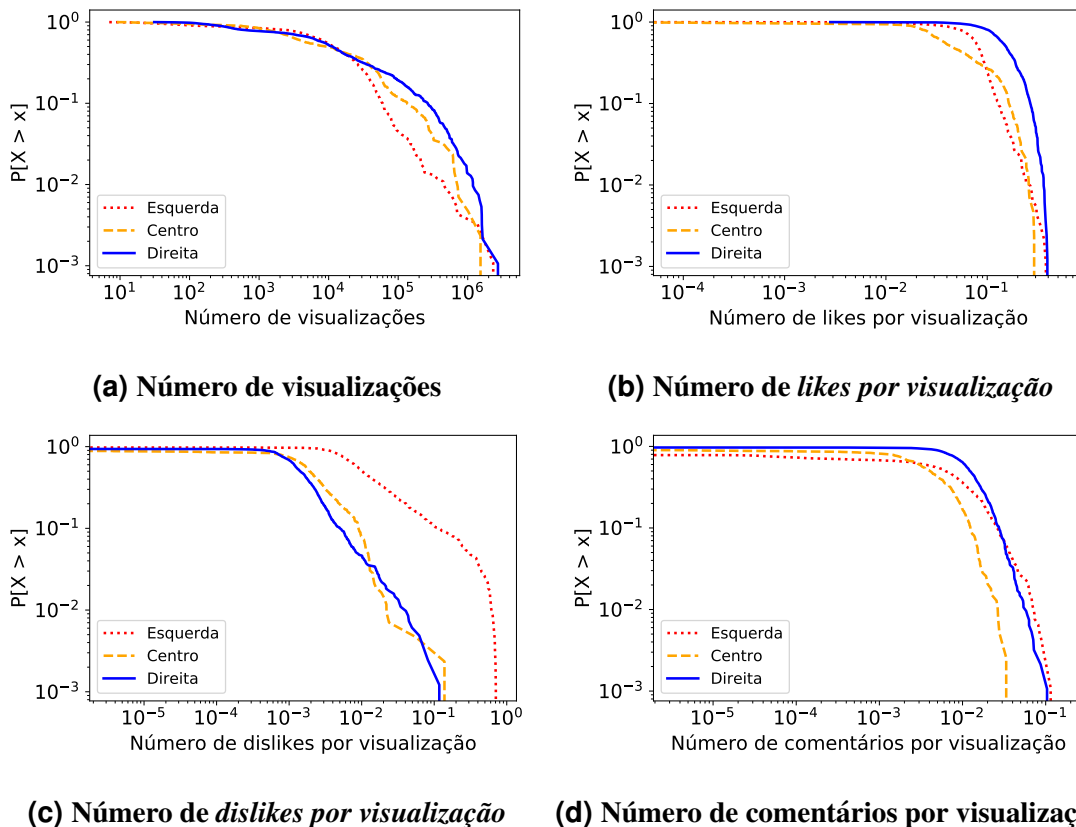 10^0
10^-1
10^-2
10^-3
P[X > x]
Esquerda
Centro
Direita
10^1 10^2 10^3 10^4 10^5 10^6
Número de visualizações
(a) Número de visualizações
10^0
10^-1
10^-2
10^-3
P[X > x]
Esquerda
Centro
Direita
10^-4 10^-3 10^-2 10^-1 10^0
Número de likes por visualização
(b) Número de likes por visualização
10^0
10^-1
10^-2
10^-3
P[X > x]
Esquerda
Centro
Direita
10^-5 10^-4 10^-3 10^-2 10^-1 10^0
Número de dislikes por visualização
(c) Número de dislikes por visualização
10^0
10^-1
10^-2
10^-3
P[X > x]
Esquerda
Centro
Direita
10^-5 10^-4 10^-3 10^-2 10^-1
Número de comentários por visualização
(d) Número de comentários por